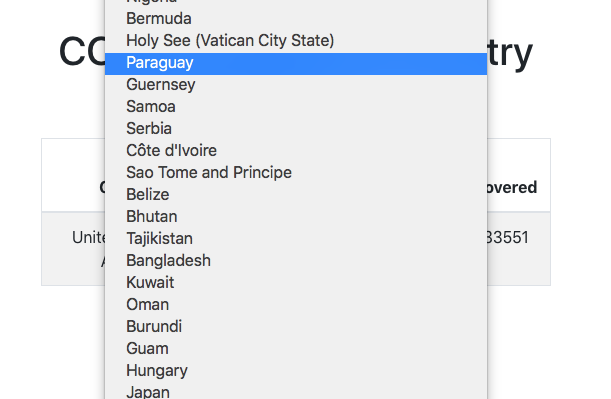 Nigeria
Bermuda
Holy See (Vatican City State)
CO
Paraguay
try
Guernsey
Samoa
Serbia
Côte d'Ivoire
Sao Tome and Principe
overed
Belize
Bhutan
Unite
Tajikistan
33551
Bangladesh
Kuwait
Oman
Burundi
Guam
Hungary
Japan